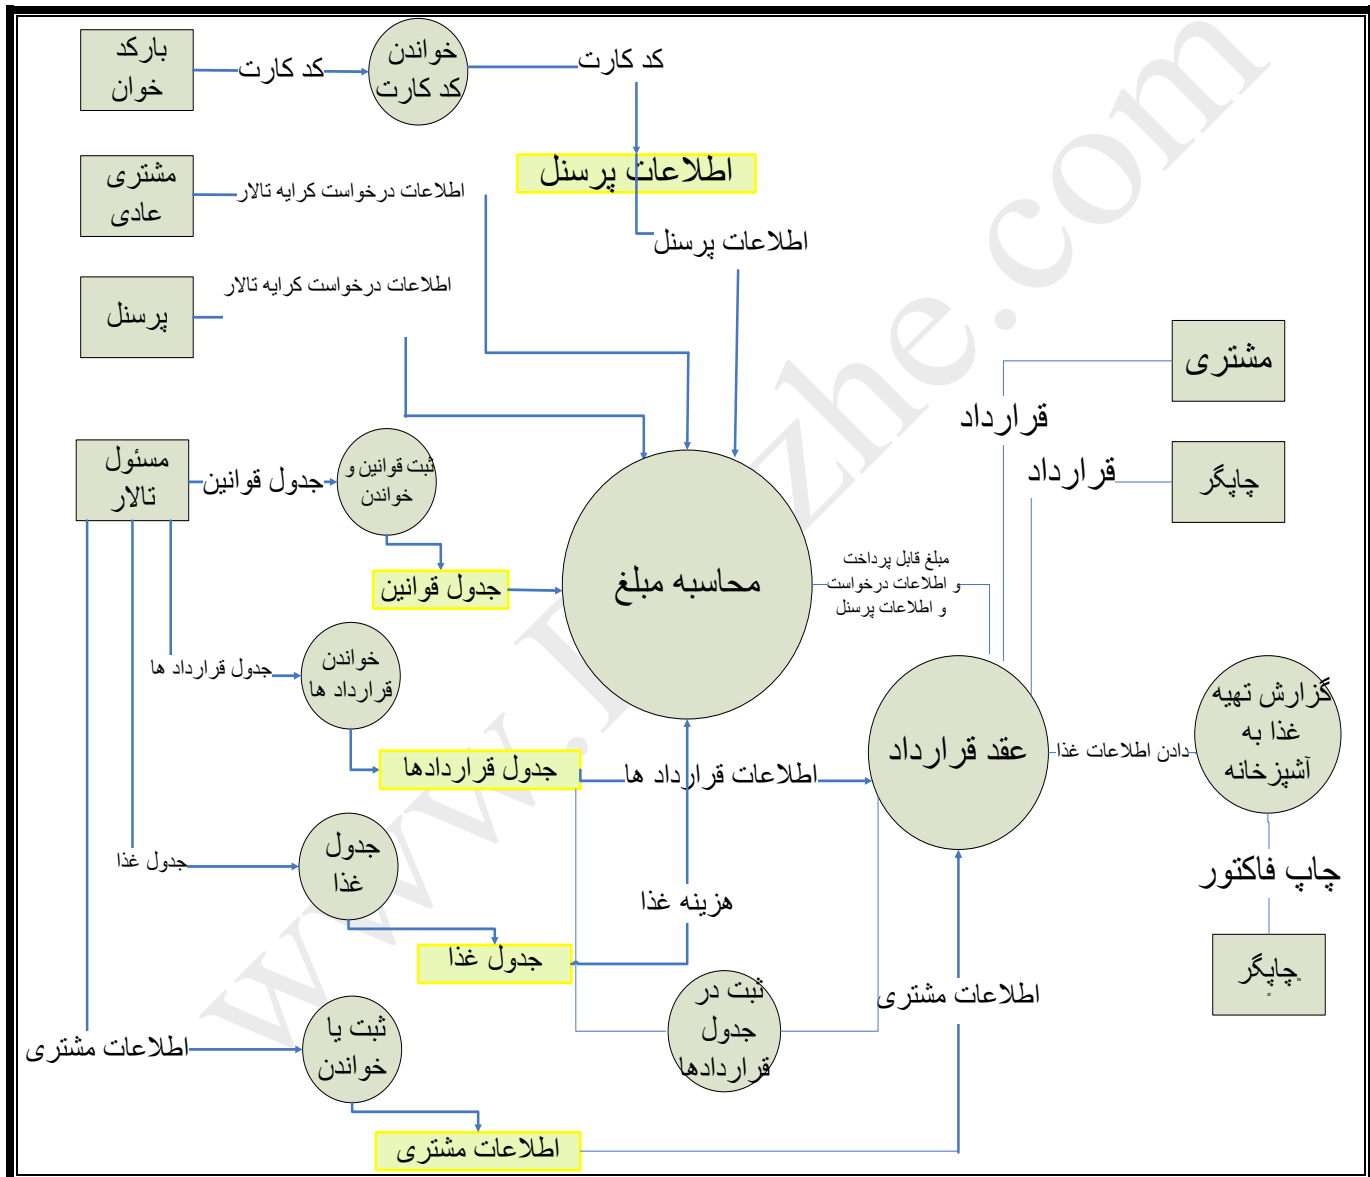 بارکد
خوان
کد کارت
خواندن
کد کارت
کد کارت
اطلاعات پرسنل
اطلاعات پرسنل
مشتری
عادی
اطلاعات درخواست کرایه تالار
پرسنل
اطلاعات درخواست کرایه تالار
مشتری
قرارداد
چاپگر
قرارداد
مسئول
تالار
جدول قوانین
ثبت قوانین و
خواندن
جدول قوانین
محاسبه مبلغ
مبلغ قابل پرداخت
و اطلاعات درخواست
و اطلاعات پرسنل
جدول قرارداد ها
خواندن
قرارداد ها
جدول قراردادها
اطلاعات قرارداد ها
عقد قرارداد
دادن اطلاعات غذا
گزارش تهیه
غذا به
آشپزخانه
چاپ فاکتور
چاپگر
جدول غذا
جدول
غذا
جدول غذا
هزینه غذا
ثبت در
جدول
قراردادها
اطلاعات مشتری
اطلاعات مشتری
ثبت یا
خواندن
اطلاعات مشتری